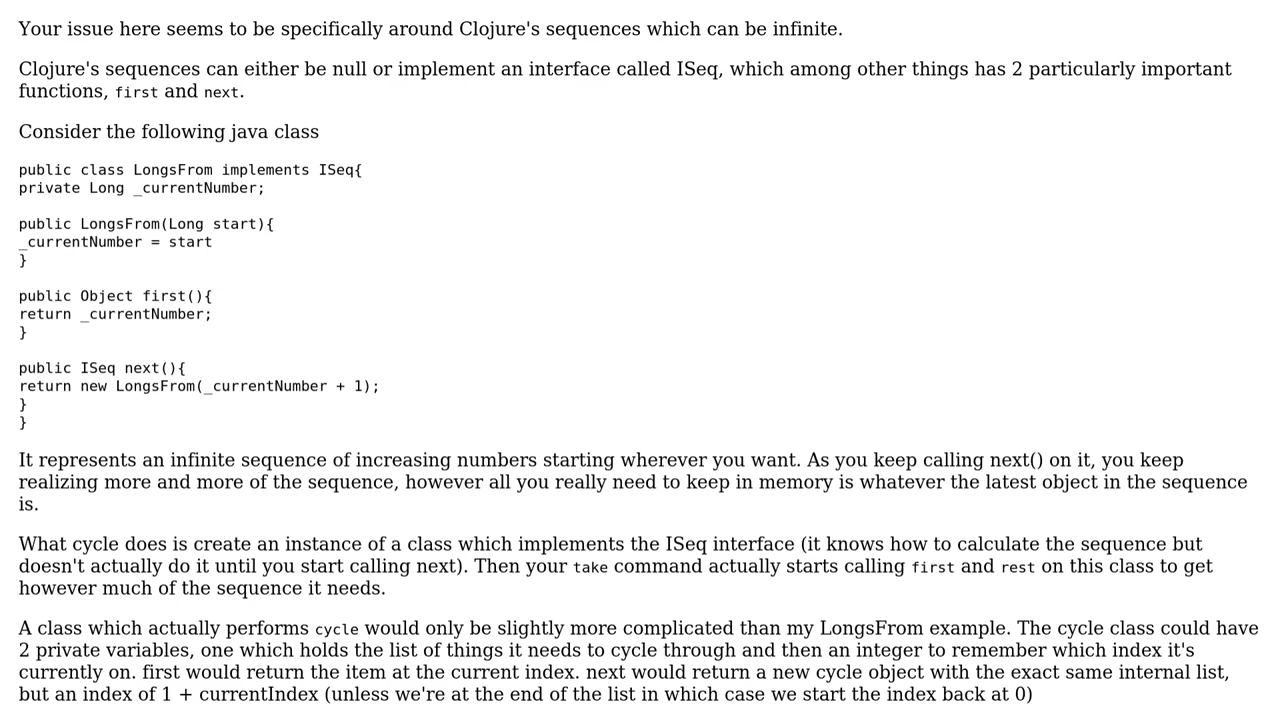 Your issue here seems to be specifically around Clojure's sequences which can be infinite.
Clojure's sequences can either be null or implement an interface called ISeq, which among other things has 2 particularly important
functions, first and next.
Consider the following java class
public class LongsFrom implements ISeq{
private Long _currentNumber;
public LongsFrom(Long start){
_currentNumber = start
}
public Object first(){
return _currentNumber;
}
public ISeq next(){
return new LongsFrom(_currentNumber + 1);
}
}
It represents an infinite sequence of increasing numbers starting wherever you want. As you keep calling next() on it, you keep
realizing more and more of the sequence, however all you really need to keep in memory is whatever the latest object in the sequence
is.
What cycle does is create an instance of a class which implements the ISeq interface (it knows how to calculate the sequence but
doesn't actually do it until you start calling next). Then your take command actually starts calling first and rest on this class to get
however much of the sequence it needs.
A class which actually performs cycle would only be slightly more complicated than my LongsFrom example. The cycle class could have
2 private variables, one which holds the list of things it needs to cycle through and then an integer to remember which index it's
currently on. first would return the item at the current index. next would return a new cycle object with the exact same internal list,
but an index of 1 + currentIndex (unless we're at the end of the list in which case we start the index back at 0)